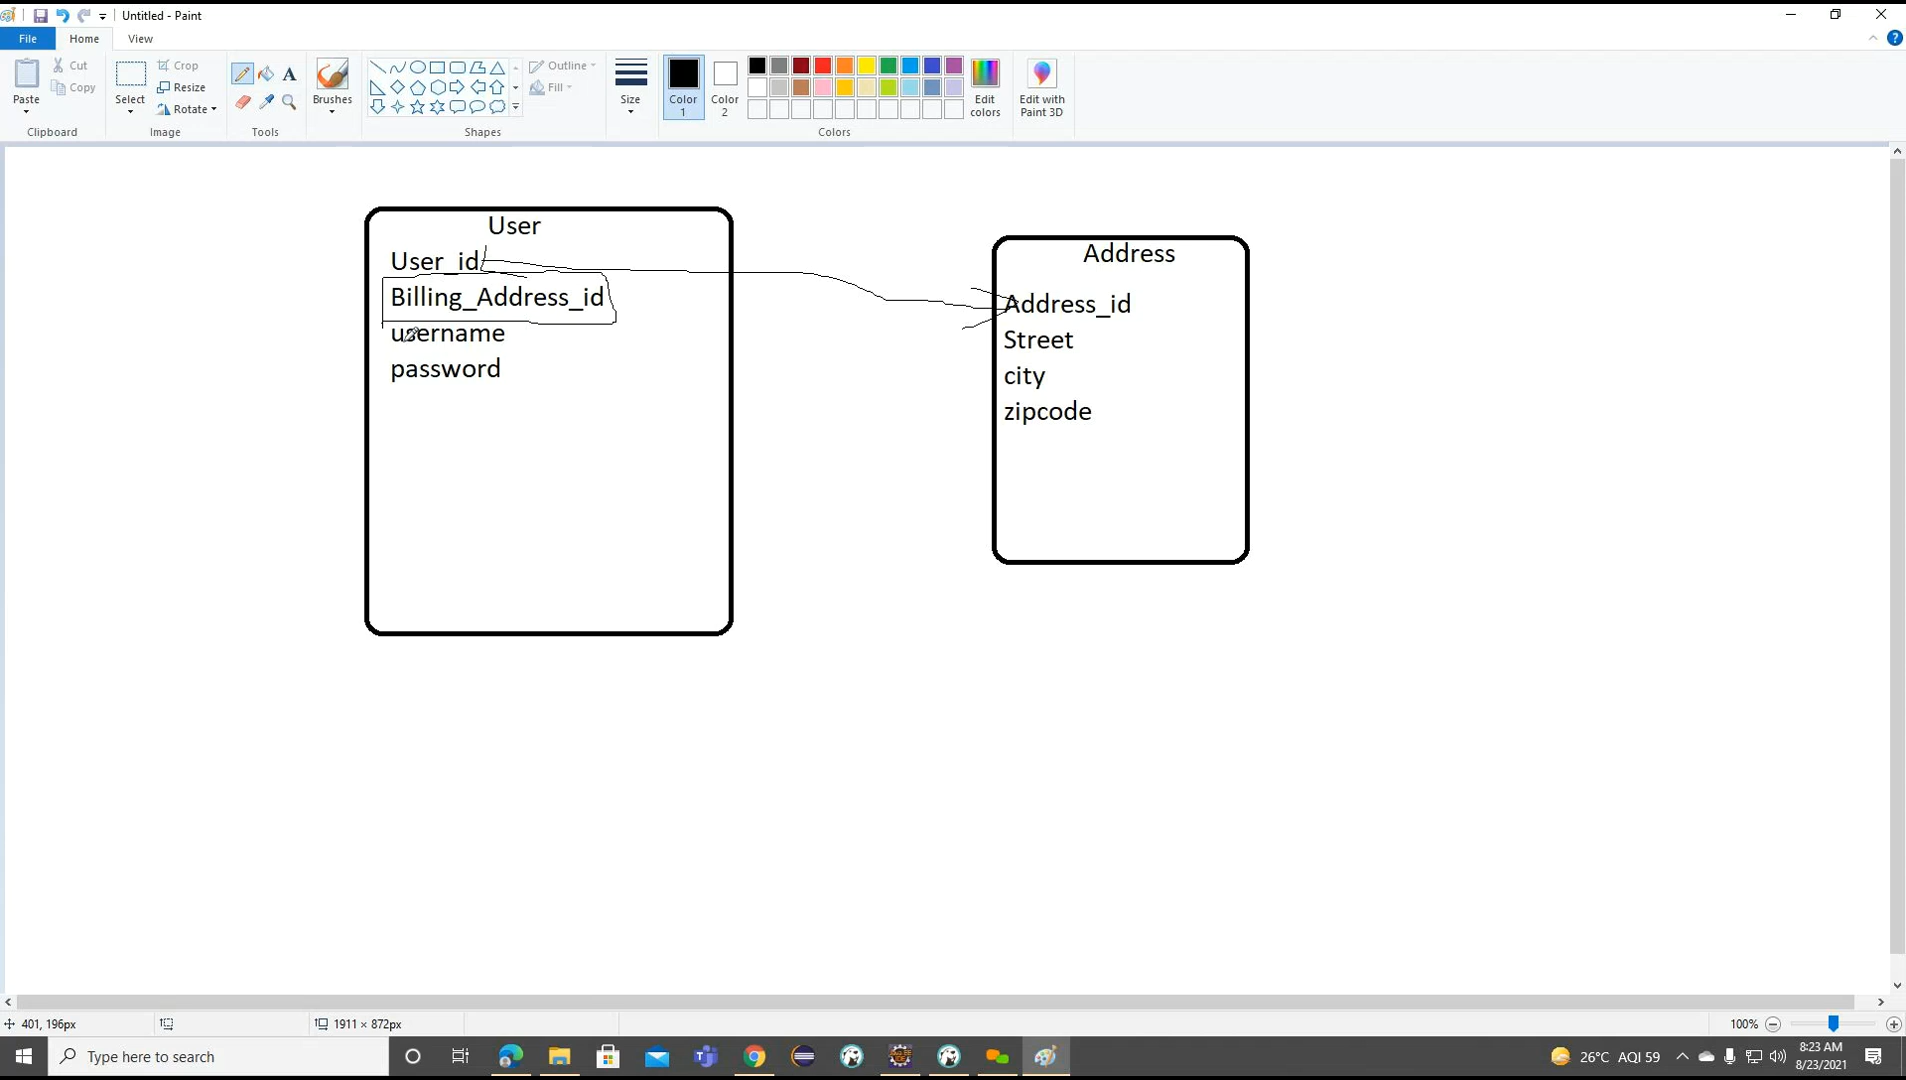 Untitled - Paint
File
Home
View
Paste
Cut
Copy
Clipboard
Select
Crop
Resize
Rotate
Image
A
Tools
Brushes
Outline
Fill
Shapes
Size
Color 1
Color 2
Edit colors
Colors
Edit with Paint 3D
User
User_id
Billing_Address_id
username
password
Address
Address_id
Street
city
zipcode
401, 196px
1911 × 872px
100%
Type here to search
26°C AQI 59
8:23 AM
8/23/2021